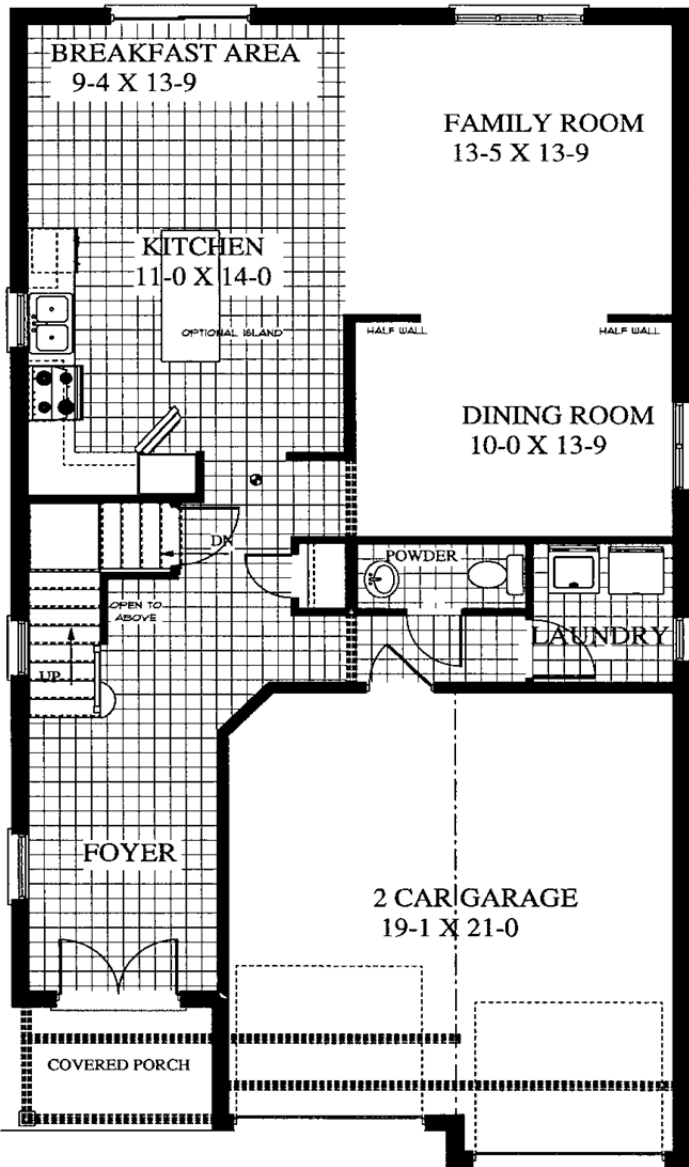 BREAKFAST AREA
9-4 X 13-9
FAMILY ROOM
13-5 X 13-9
KITCHEN
11-0 X 14-0
OPTIONAL ISLAND
HALF WALL
HALF WALL
DINING ROOM
10-0 X 13-9
DN
POWDER
OPEN TO
ABOVE
LAUNDRY
UP
FOYER
2 CAR GARAGE
19-1 X 21-0
COVERED PORCH